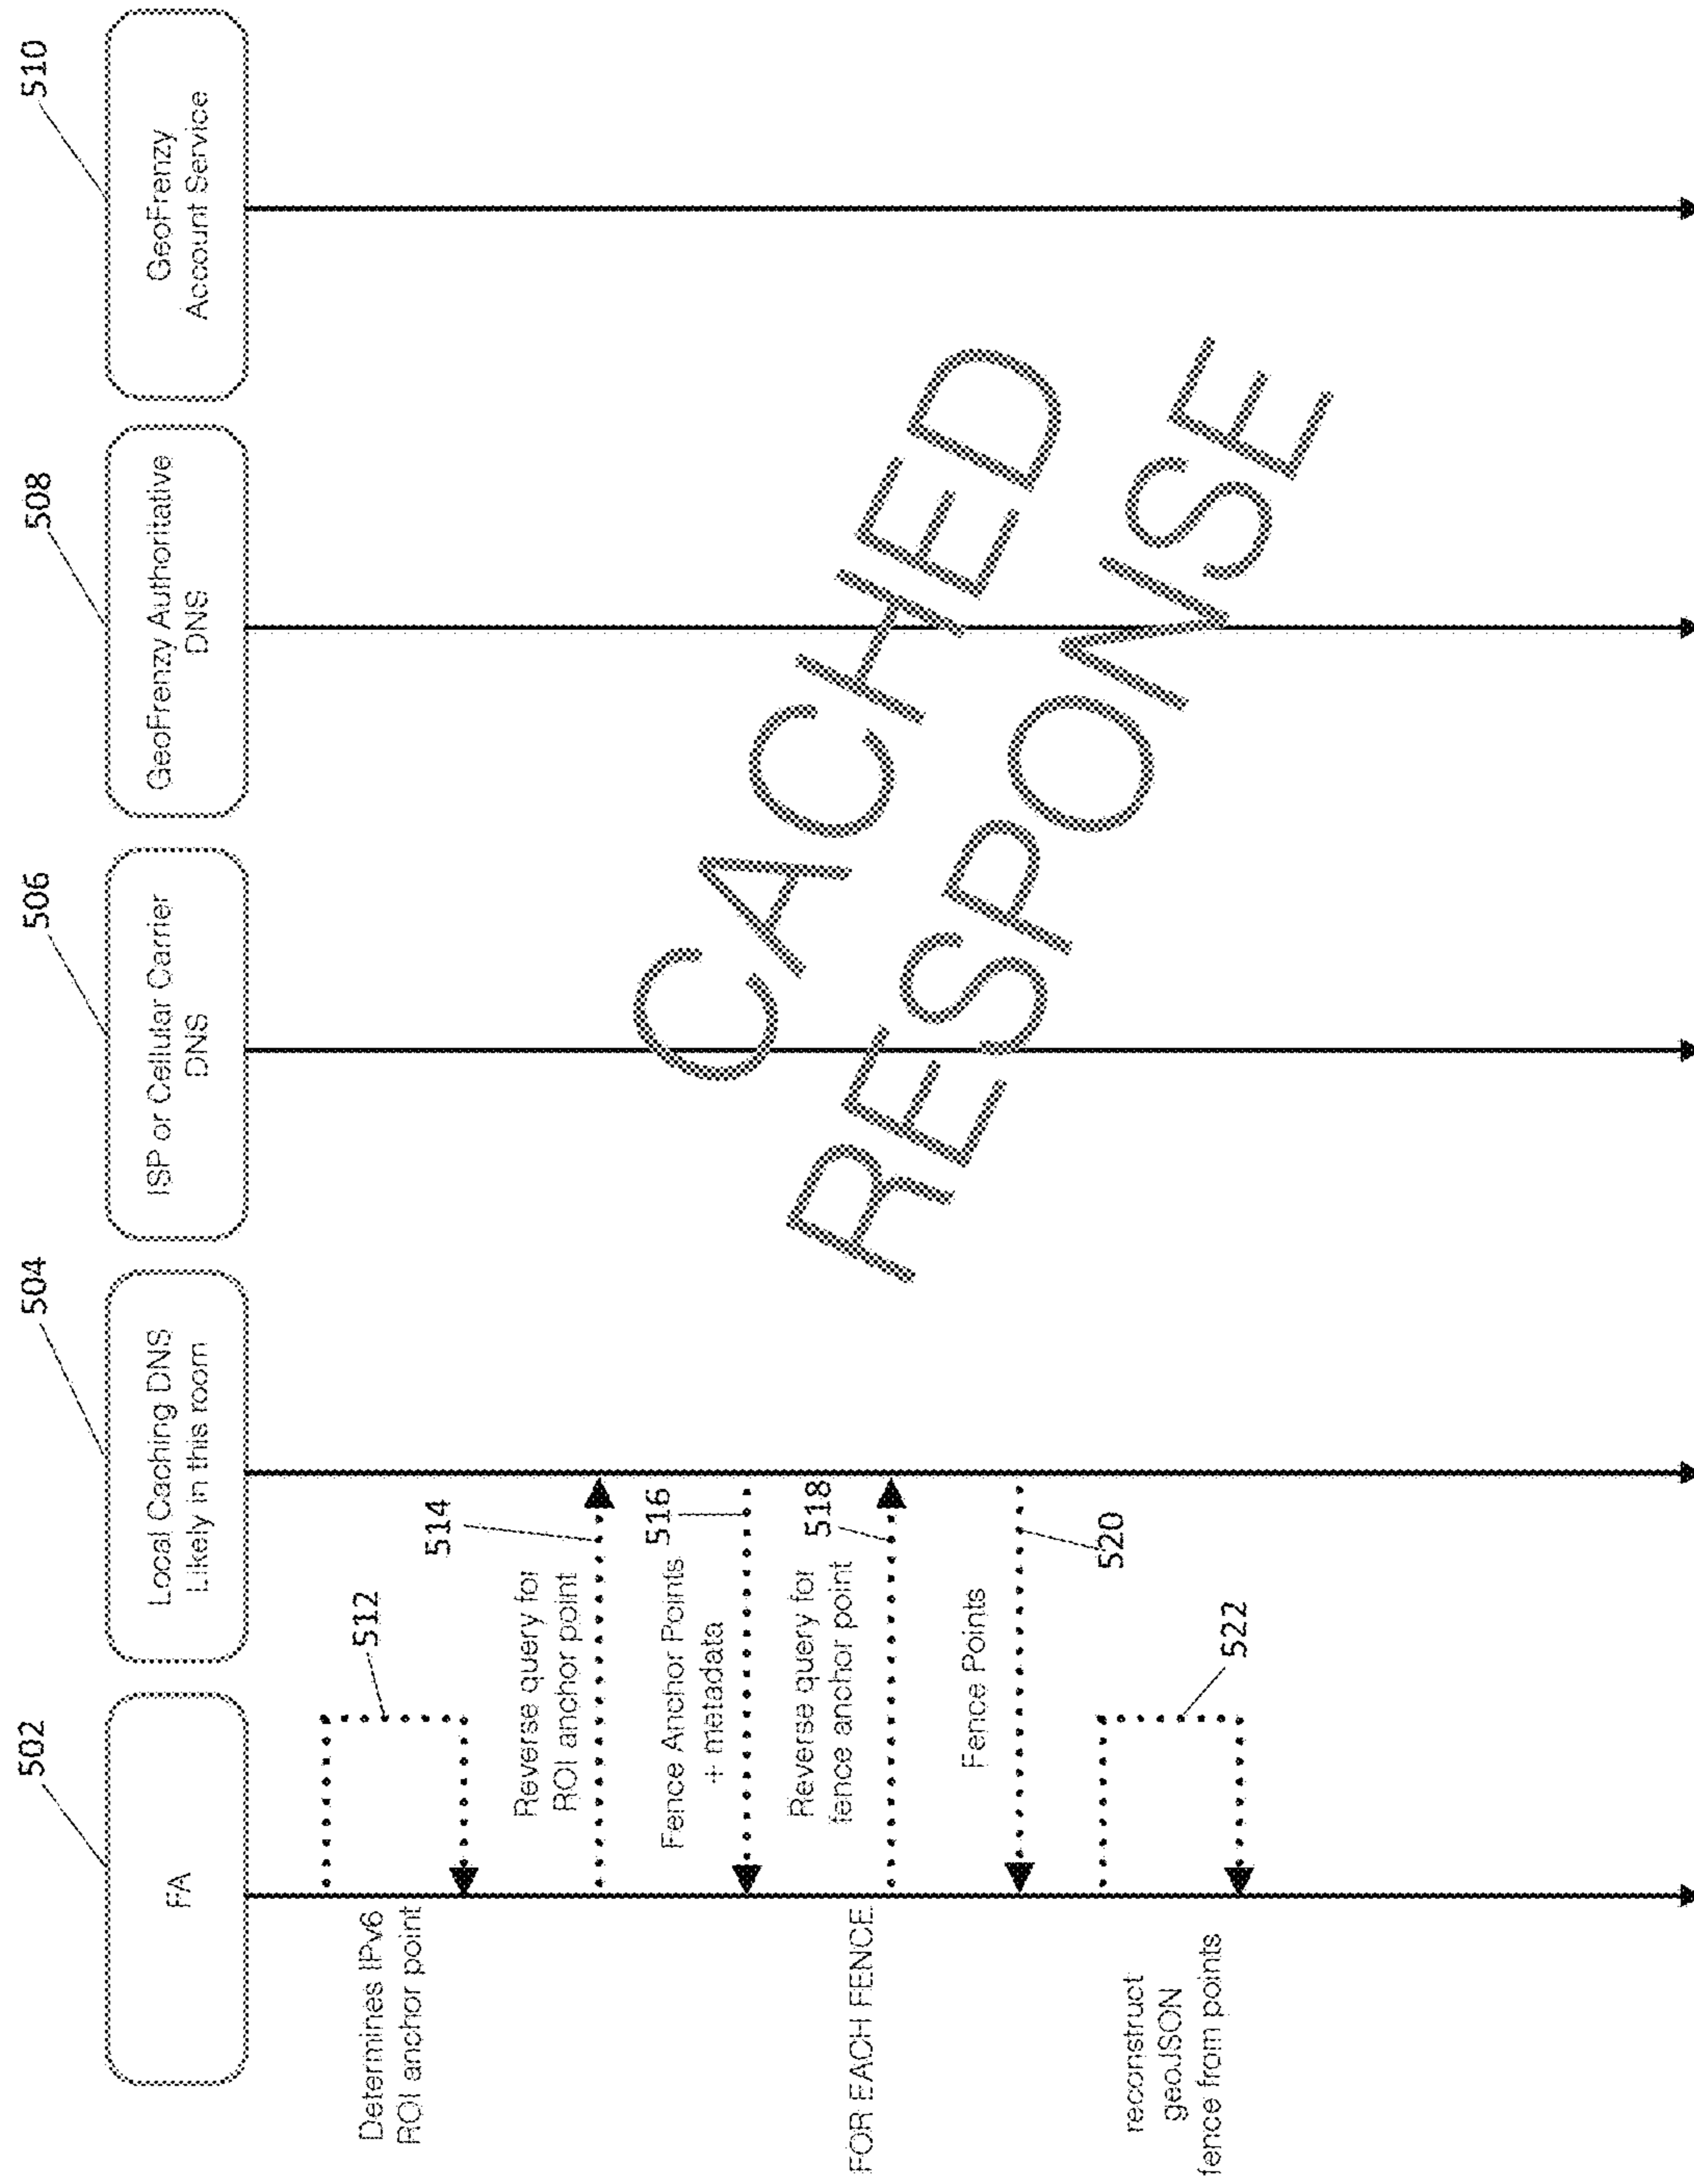 502
504
506
508
510
FA
Local Caching DNS
Likely in this room
ISP or Cellular Carrier
DNS
GeoFrenzy Authoritative
DNS
GeoFrenzy
Account Service
Determines IPv6
ROI anchor point
512
Reverse query for
ROI anchor point
514
Fence Anchor Points
+ metadata
516
FOR EACH FENCE
Reverse query for
fence anchor point
518
Fence Points
520
reconstruct
geoJSON
fence from points
522
CACHED
RESPONSE